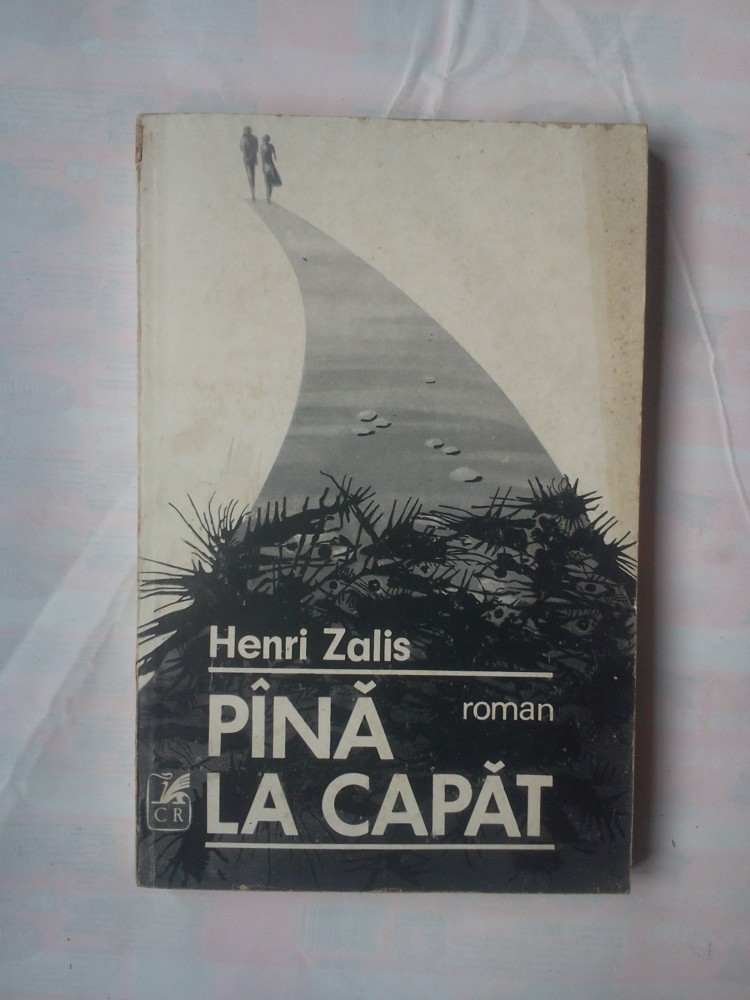 Henri Zalis
roman
PÎNĂ
LA CAPĂT
CR